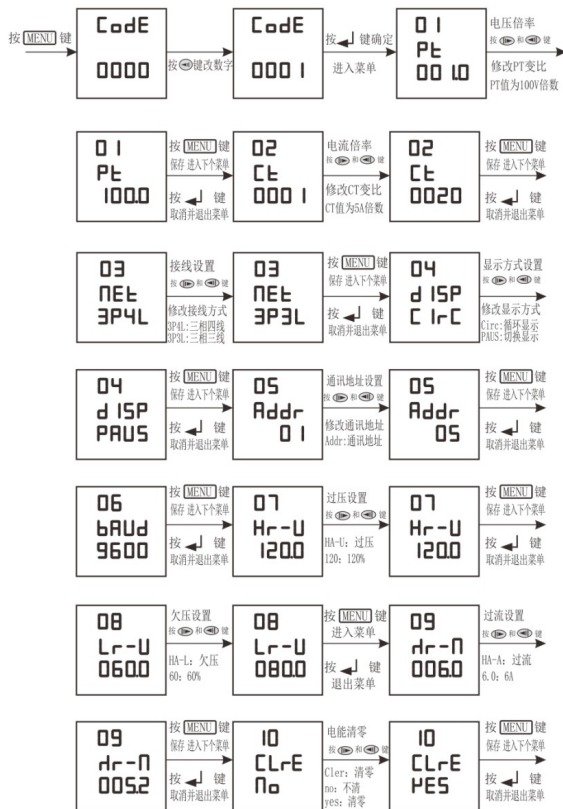 按 MENU 键
CodE
0000
按键改数字
CodE
0001
按 键确定
进入菜单
01
Pt
001.0
电压倍率
按 和 键
修改PT变比
PT值为100V倍数
01
Pt
100.0
按 MENU 键
保存 进入下个菜单
按 键
取消并退出菜单
02
Ct
0001
电流倍率
按 和 键
修改CT变比
CT值为5A倍数
02
Ct
0020
按 MENU 键
保存 进入下个菜单
按 键
取消并退出菜单
03
NEt
3P4L
接线设置
按 和 键
修改接线方式
3P4L:三相四线
3P3L:三相三线
03
NEt
3P3L
按 MENU 键
保存 进入下个菜单
按 键
取消并退出菜单
04
dISP
CIrC
显示方式设置
按 和 键
修改显示方式
Circ:循环显示
PAUS:切换显示
04
dISP
PAUS
按 MENU 键
保存 进入下个菜单
按 键
取消并退出菜单
05
Addr
01
通讯地址设置
按 和 键
修改通讯地址
Addr:通讯地址
05
Addr
05
按 MENU 键
保存 进入下个菜单
按 键
取消并退出菜单
06
bAUd
9600
按 MENU 键
保存 进入下个菜单
按 键
取消并退出菜单
07
Hr-U
120.0
过压设置
按 和 键
HA-U: 过压
120: 120%
07
Hr-U
120.0
按 MENU 键
保存 进入下个菜单
按 键
取消并退出菜单
08
Lr-U
060.0
欠压设置
按 和 键
HA-L: 欠压
60: 60%
08
Lr-U
080.0
按 MENU 键
进入菜单
按 键
退出菜单
09
dr-n
006.0
过流设置
按 和 键
HA-A: 过流
6.0: 6A
09
dr-n
005.2
按 MENU 键
保存 进入下个菜单
按 键
取消并退出菜单
10
CLrE
no
电能清零
按 和 键
Cler: 清零
no: 不清
yes: 清零
10
CLrE
YES
按 MENU 键
保存 进入下个菜单
按 键
取消并退出菜单